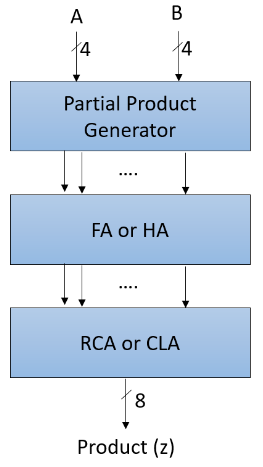 A B
4 4
Partial Product
Generator
....
FA or HA
....
RCA or CLA
8
Product (z)